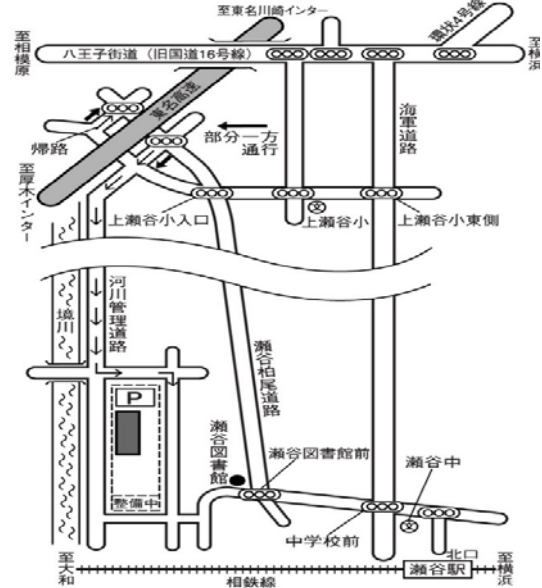 至東名川崎インター
至相模原
八王子街道（旧国道16号線）
環状4号線
至横浜
東名高速
海軍道路
帰路
部分一方
通行
至厚木インター
上瀬谷小入口
上瀬谷小
上瀬谷小東側
文
境川
河川管理道路
瀬谷柏尾道路
P
整備中
瀬谷図書館
瀬谷図書館前
瀬谷中
文
中学校前
北口
至大和
相鉄線
瀬谷駅
至横浜